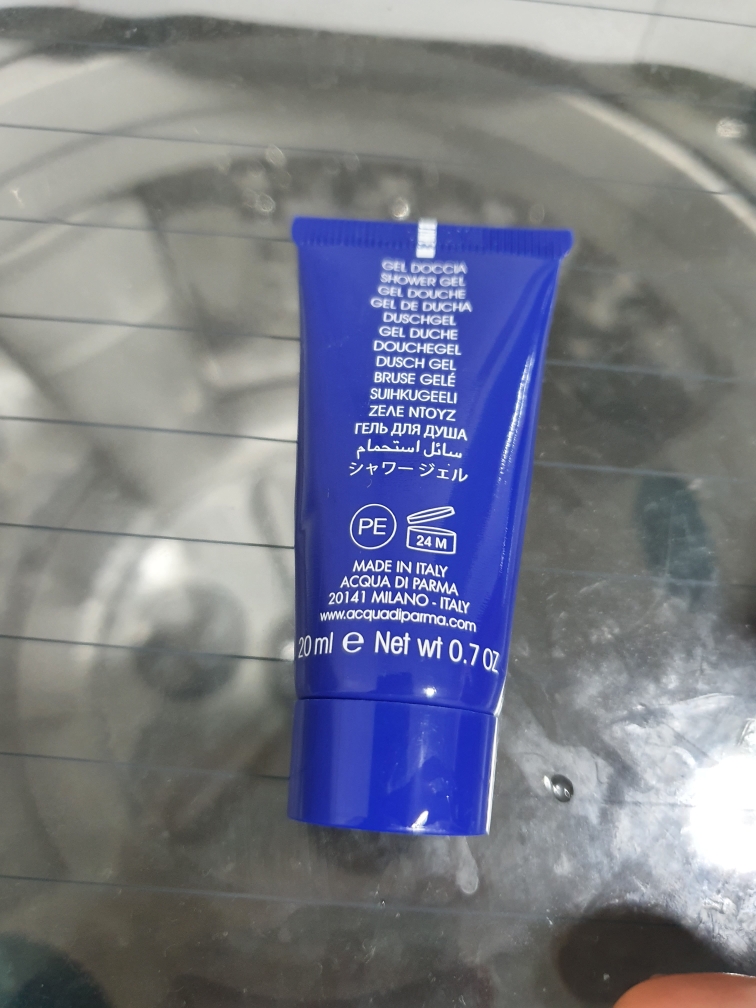 GEL DOCCIA
SHOWER GEL
GEL DOUCHE
GEL DE DUCHA
DUSCHGEL
GEL DUCHE
DOUCHEGEL
DUSCH GEL
BRUSE GELÉ
SUIHKUGEELI
ΖΕΛΕ ΝΤΟΥΖ
ГЕЛЬ ДЛЯ ДУША
سائل استحمام
シャワー ジェル
PE
24 M
MADE IN ITALY
ACQUA DI PARMA
20141 MILANO - ITALY
www.acquadiparma.com
20 ml ℮ Net wt 0.7 OZ